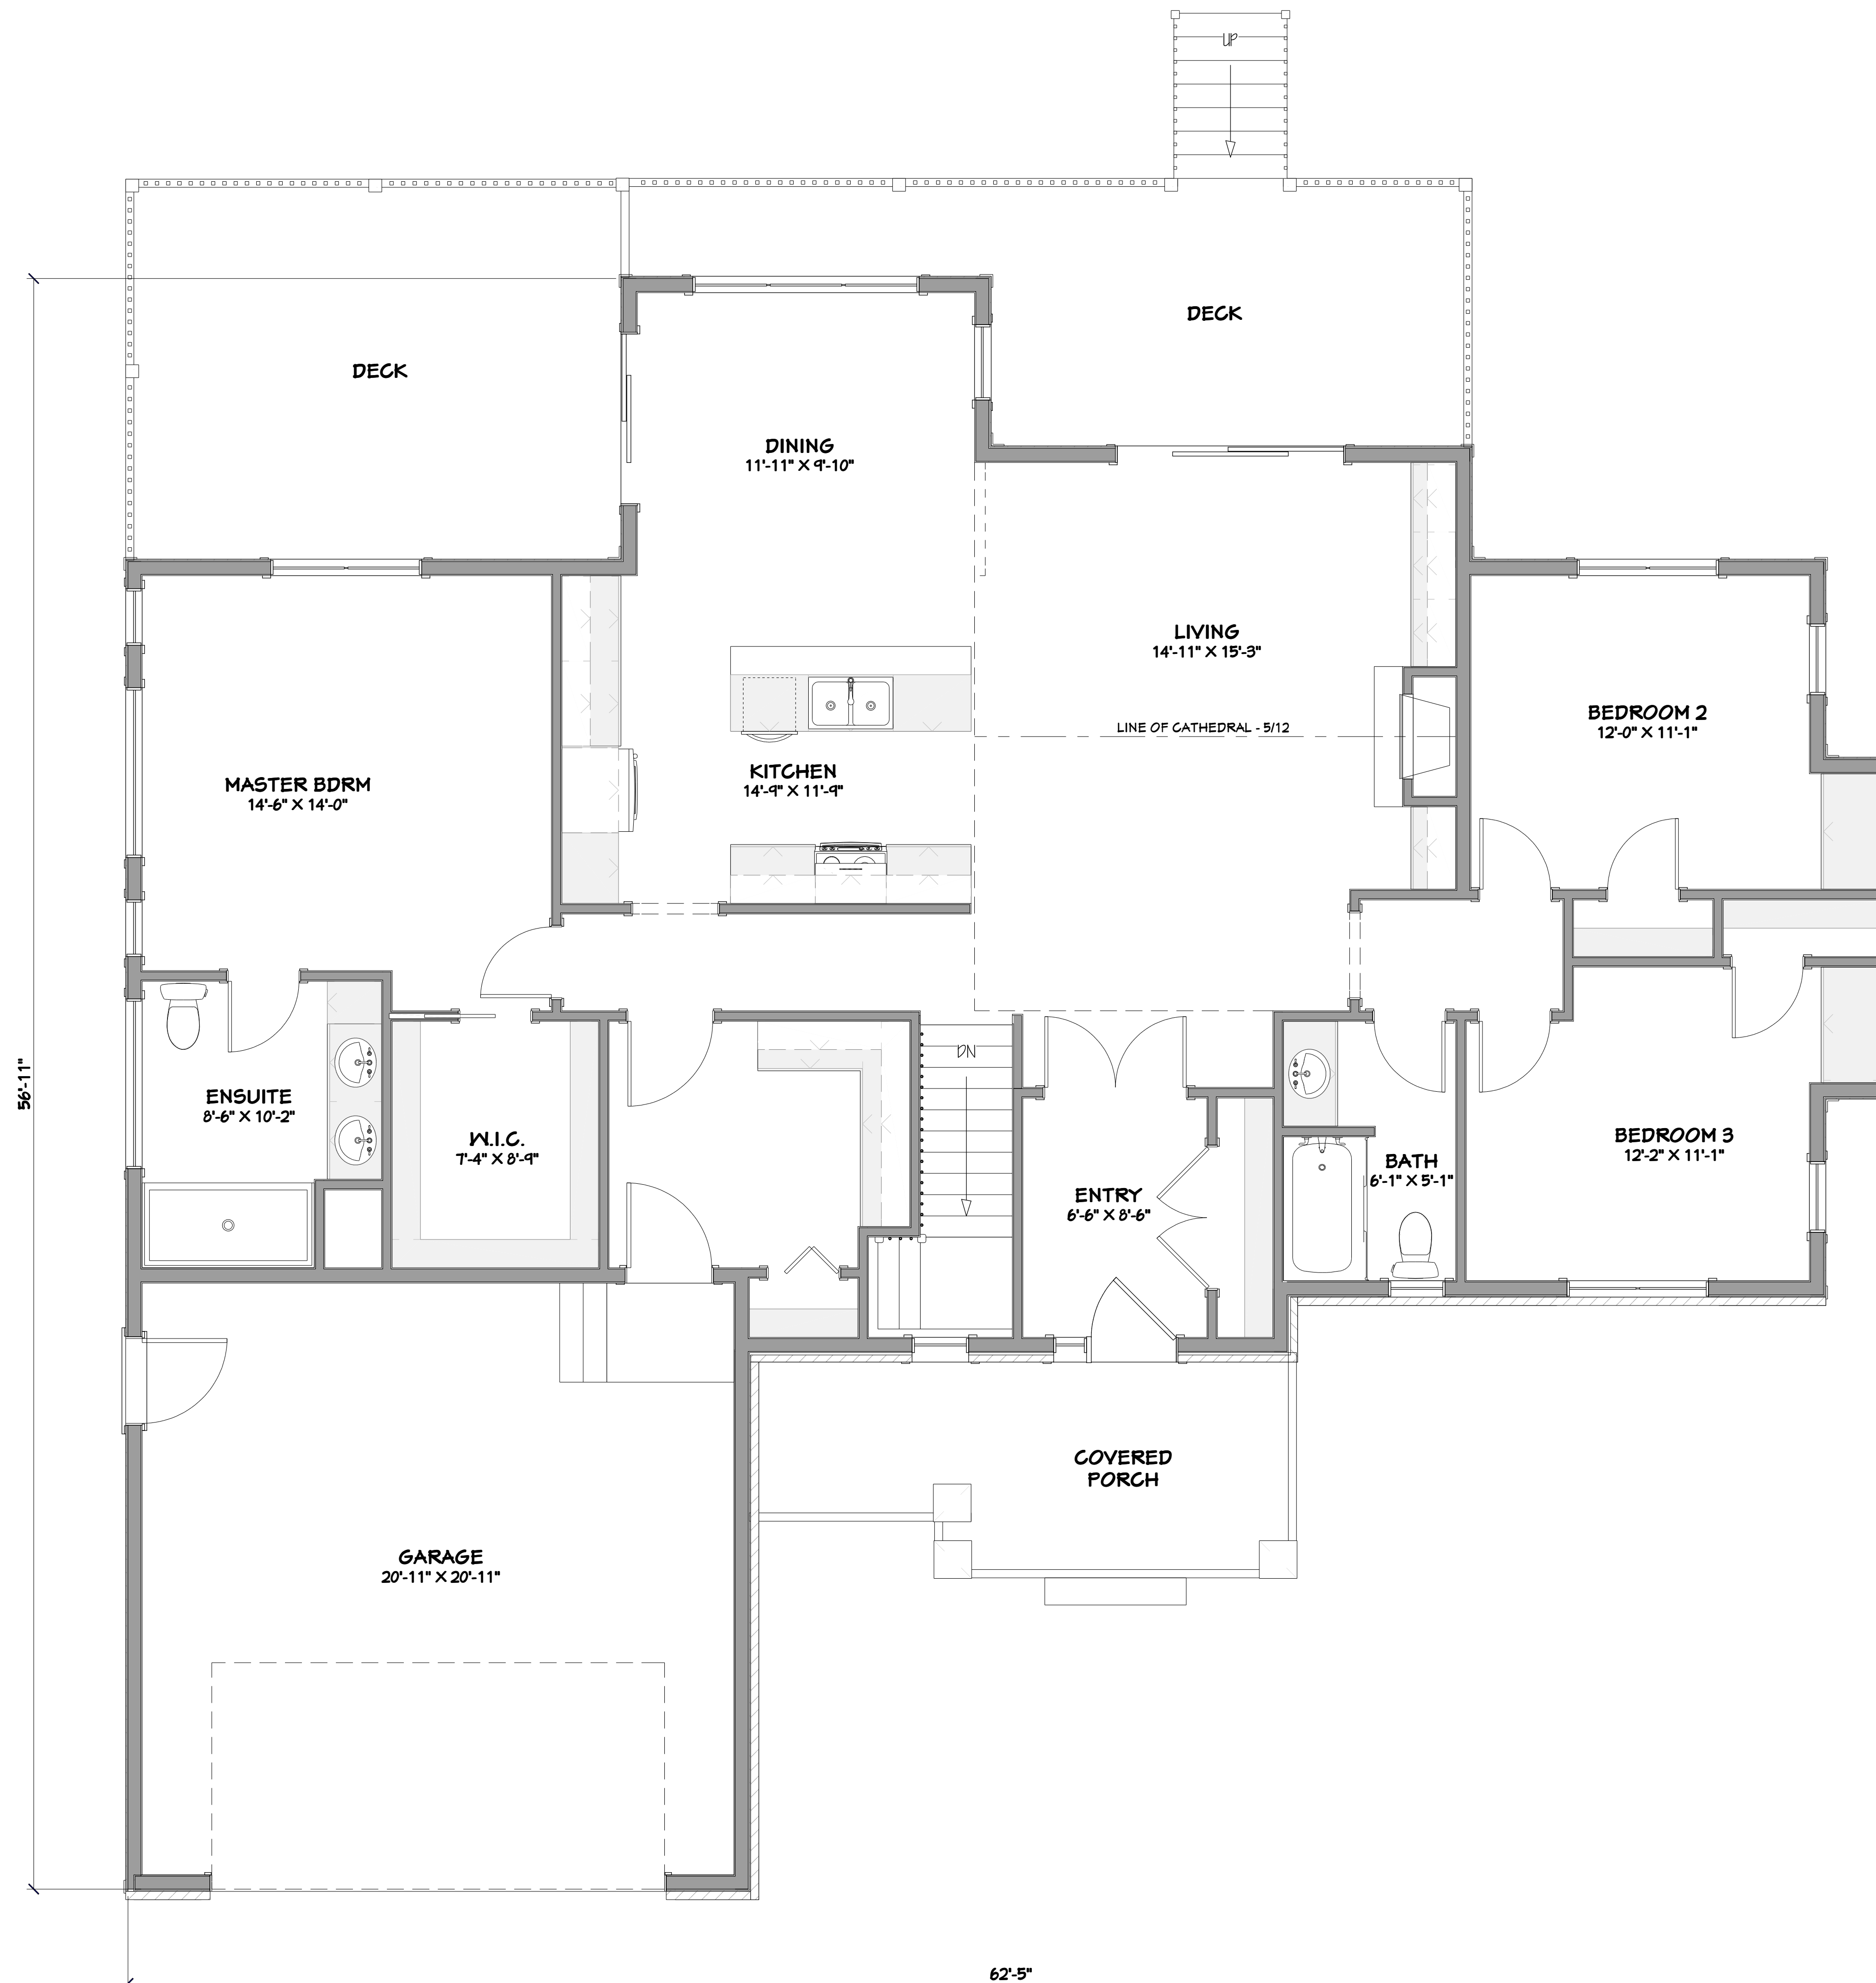 UP
DECK
DECK
DINING
11'-11" X 9'-10"
LIVING
14'-11" X 15'-3"
LINE OF CATHEDRAL - 5/12
BEDROOM 2
12'-0" X 11'-1"
KITCHEN
14'-9" X 11'-9"
MASTER BDRM
14'-6" X 14'-0"
DN
56'-11"
ENSUITE
8'-6" X 10'-2"
W.I.C.
7'-4" X 8'-9"
BEDROOM 3
12'-2" X 11'-1"
BATH
6'-1" X 5'-1"
ENTRY
6'-6" X 8'-6"
COVERED
PORCH
GARAGE
20'-11" X 20'-11"
62'-5"